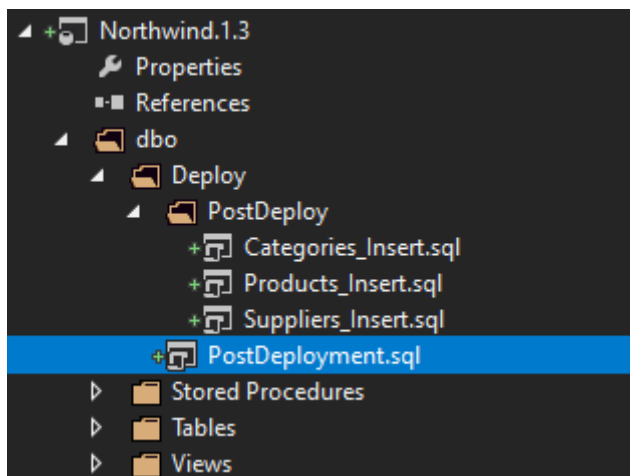 Northwind.1.3
Properties
References
dbo
Deploy
PostDeploy
Categories_Insert.sql
Products_Insert.sql
Suppliers_Insert.sql
PostDeployment.sql
Stored Procedures
Tables
Views